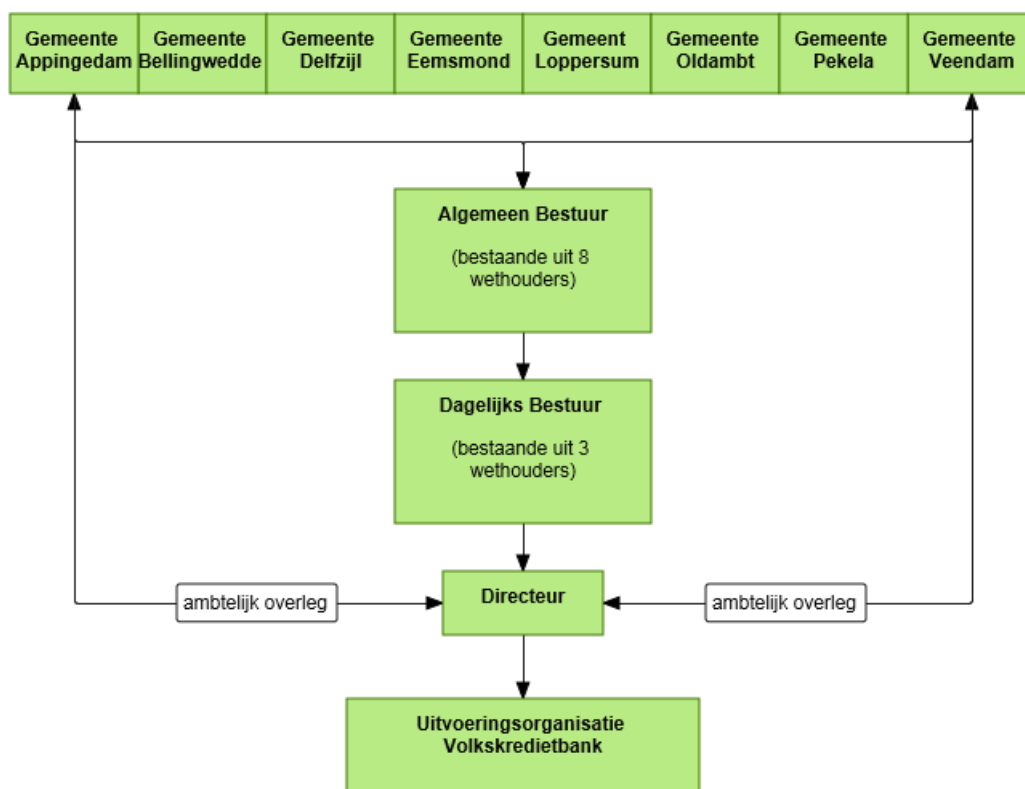 Gemeente Appingedam
Gemeente Bellingwedde
Gemeente Delfzijl
Gemeente Eemsmond
Gemeent Loppersum
Gemeente Oldambt
Gemeente Pekela
Gemeente Veendam
Algemeen Bestuur
(bestaande uit 8
wethouders)
Dagelijks Bestuur
(bestaande uit 3
wethouders)
ambtelijk overleg
Directeur
ambtelijk overleg
Uitvoeringsorganisatie
Volkskredietbank